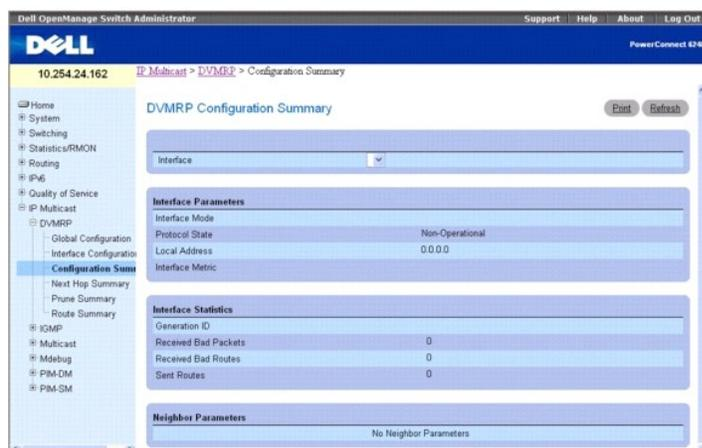 Dell OpenManage Switch Administrator
Support Help About Log Out
DELL
PowerConnect 624
10.254.24.162
IP Multicast > DVMRP > Configuration Summary
Home
System
Switching
Statistics/RMON
Routing
IPv6
Quality of Service
IP Multicast
DVMRP
Global Configuration
Interface Configuration
Configuration Sum
Next Hop Summary
Prune Summary
Route Summary
IGMP
Multicast
Mdebug
PIM-DM
PIM-SM
DVMRP Configuration Summary
Print Refresh
Interface
Interface Parameters
Interface Mode
Protocol State Non-Operational
Local Address 0.0.0.0
Interface Metric
Interface Statistics
Generation ID
Received Bad Packets 0
Received Bad Routes 0
Sent Routes 0
Neighbor Parameters
No Neighbor Parameters